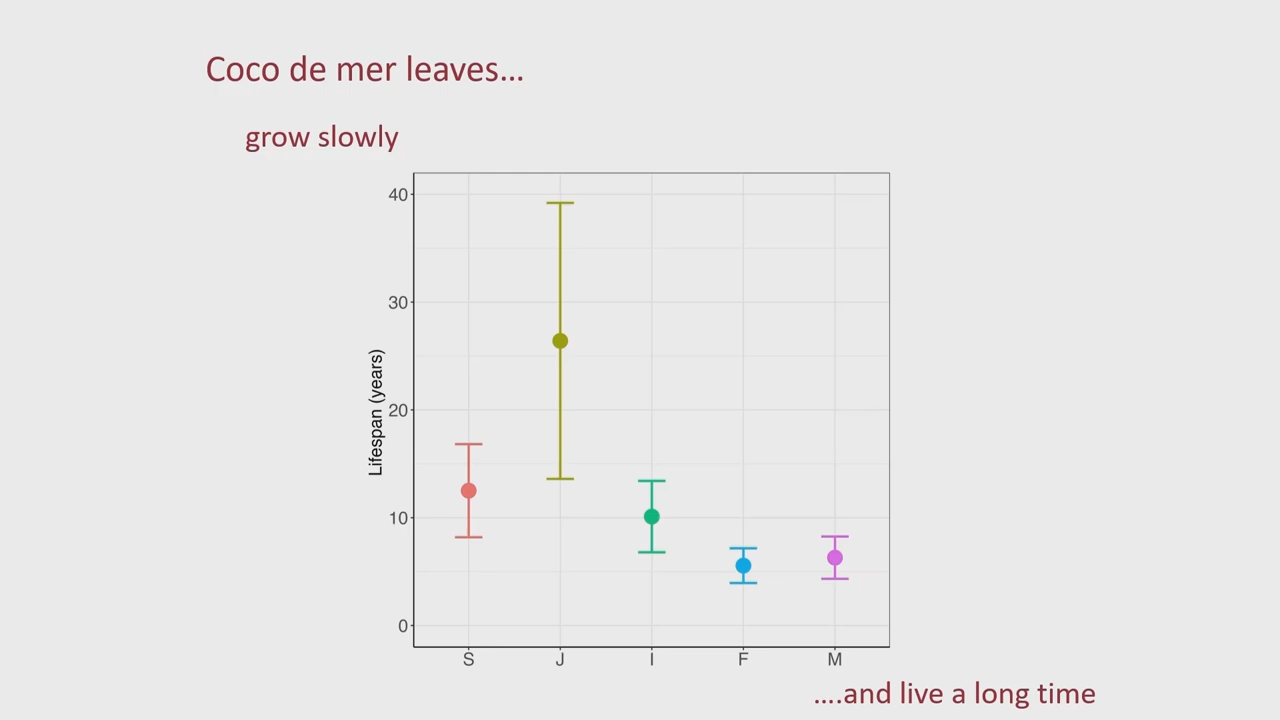 Coco de mer leaves...
grow slowly
40
30
20
10
0
Lifespan (years)
S J I F M
....and live a long time